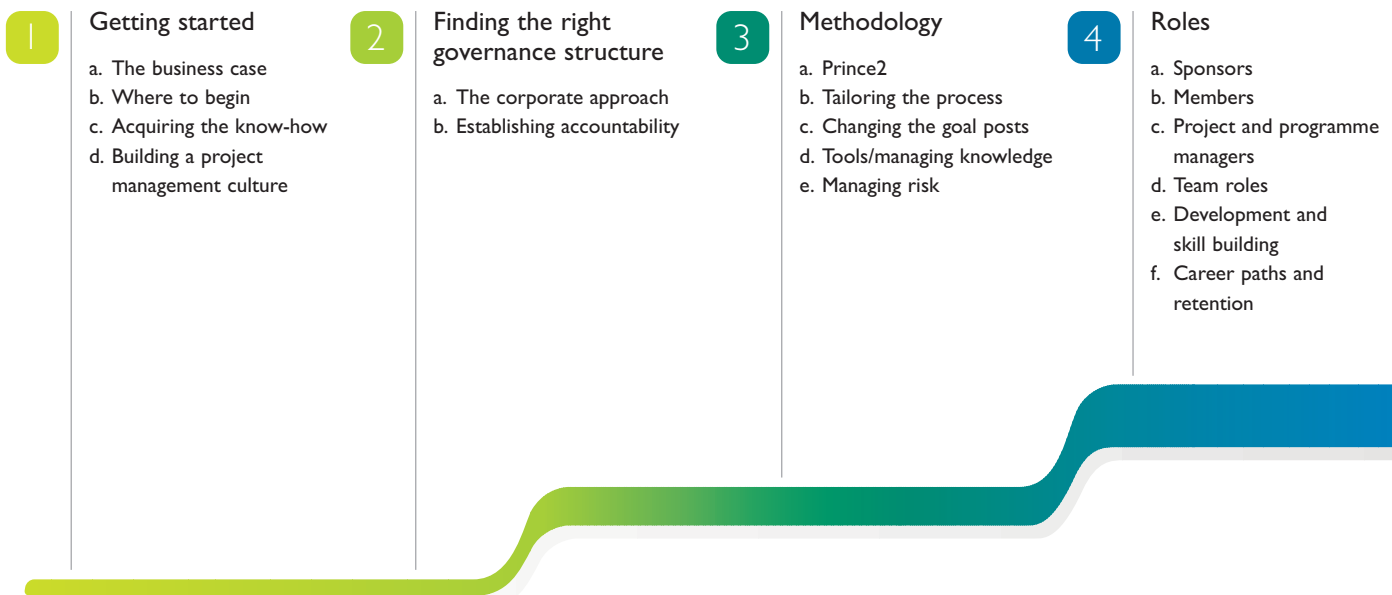 1
Getting started
a. The business case
b. Where to begin
c. Acquiring the know-how
d. Building a project
management culture
2
Finding the right
governance structure
a. The corporate approach
b. Establishing accountability
3
Methodology
a. Prince2
b. Tailoring the process
c. Changing the goal posts
d. Tools/managing knowledge
e. Managing risk
4
Roles
a. Sponsors
b. Members
c. Project and programme
managers
d. Team roles
e. Development and
skill building
f. Career paths and
retention